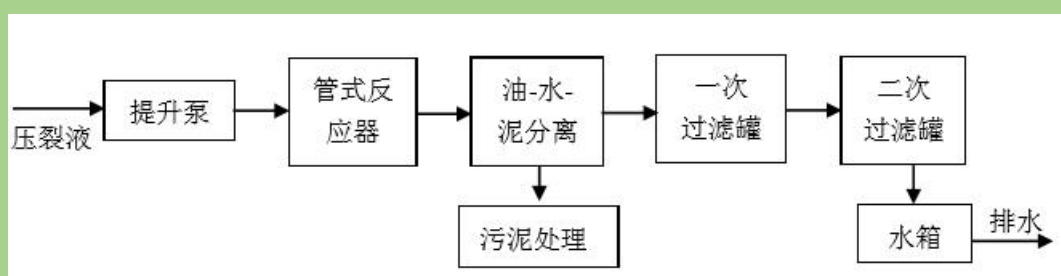 压裂液
提升泵
管式反
应器
油-水-
泥分离
污泥处理
一次
过滤罐
二次
过滤罐
水箱
排水